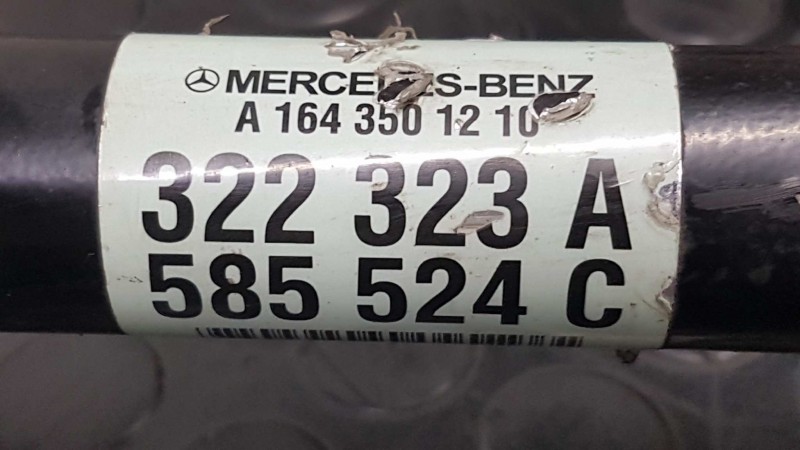 MERCEDES-BENZ
A 164 350 12 10
322 323 A
585 524 C